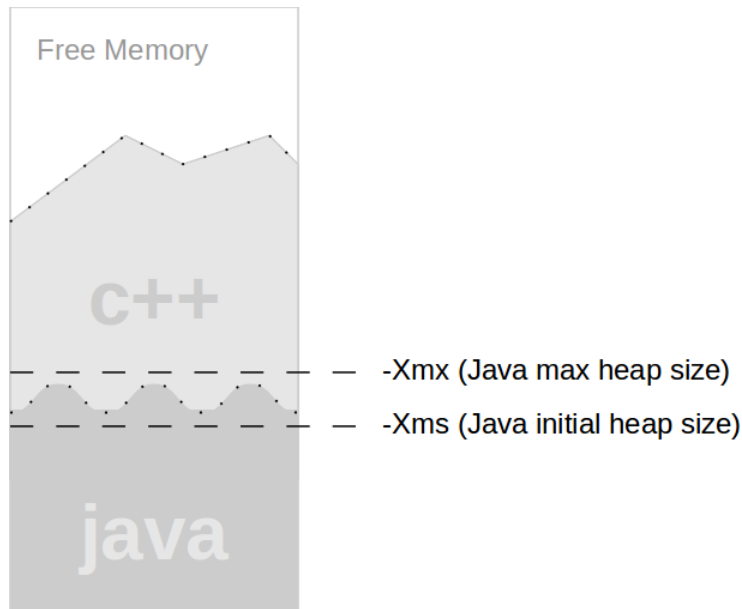 Free Memory
c++
-Xmx (Java max heap size)
-Xms (Java initial heap size)
java